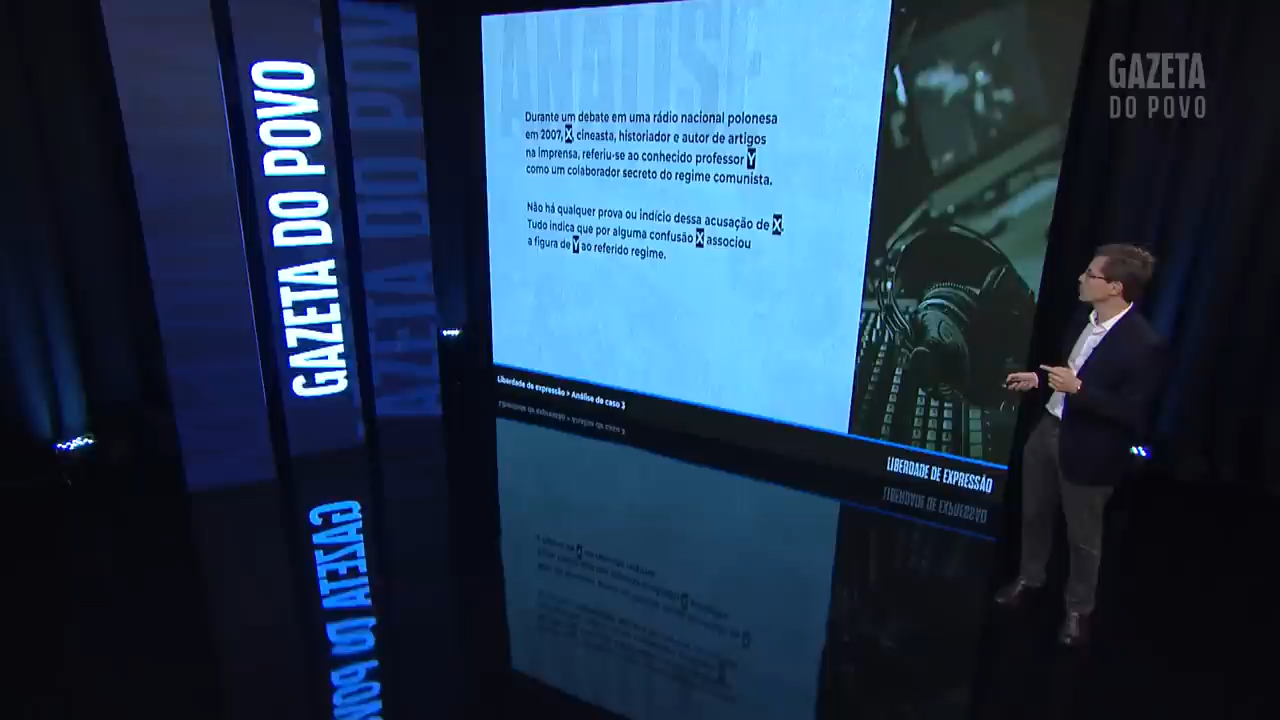 GAZETA DO POVO
GAZETA DO POVO
GAZETA
DO POVO
ANÁLISE
Durante um debate em uma rádio nacional polonesa
em 2007, X, cineasta, historiador e autor de artigos
na imprensa, referiu-se ao conhecido professor Y
como um colaborador secreto do regime comunista.
Não há qualquer prova ou indício dessa acusação de X.
Tudo indica que por alguma confusão X associou
a figura de Y ao referido regime.
Liberdade de expressão > Análise de caso 3
LIBERDADE DE EXPRESSÃO